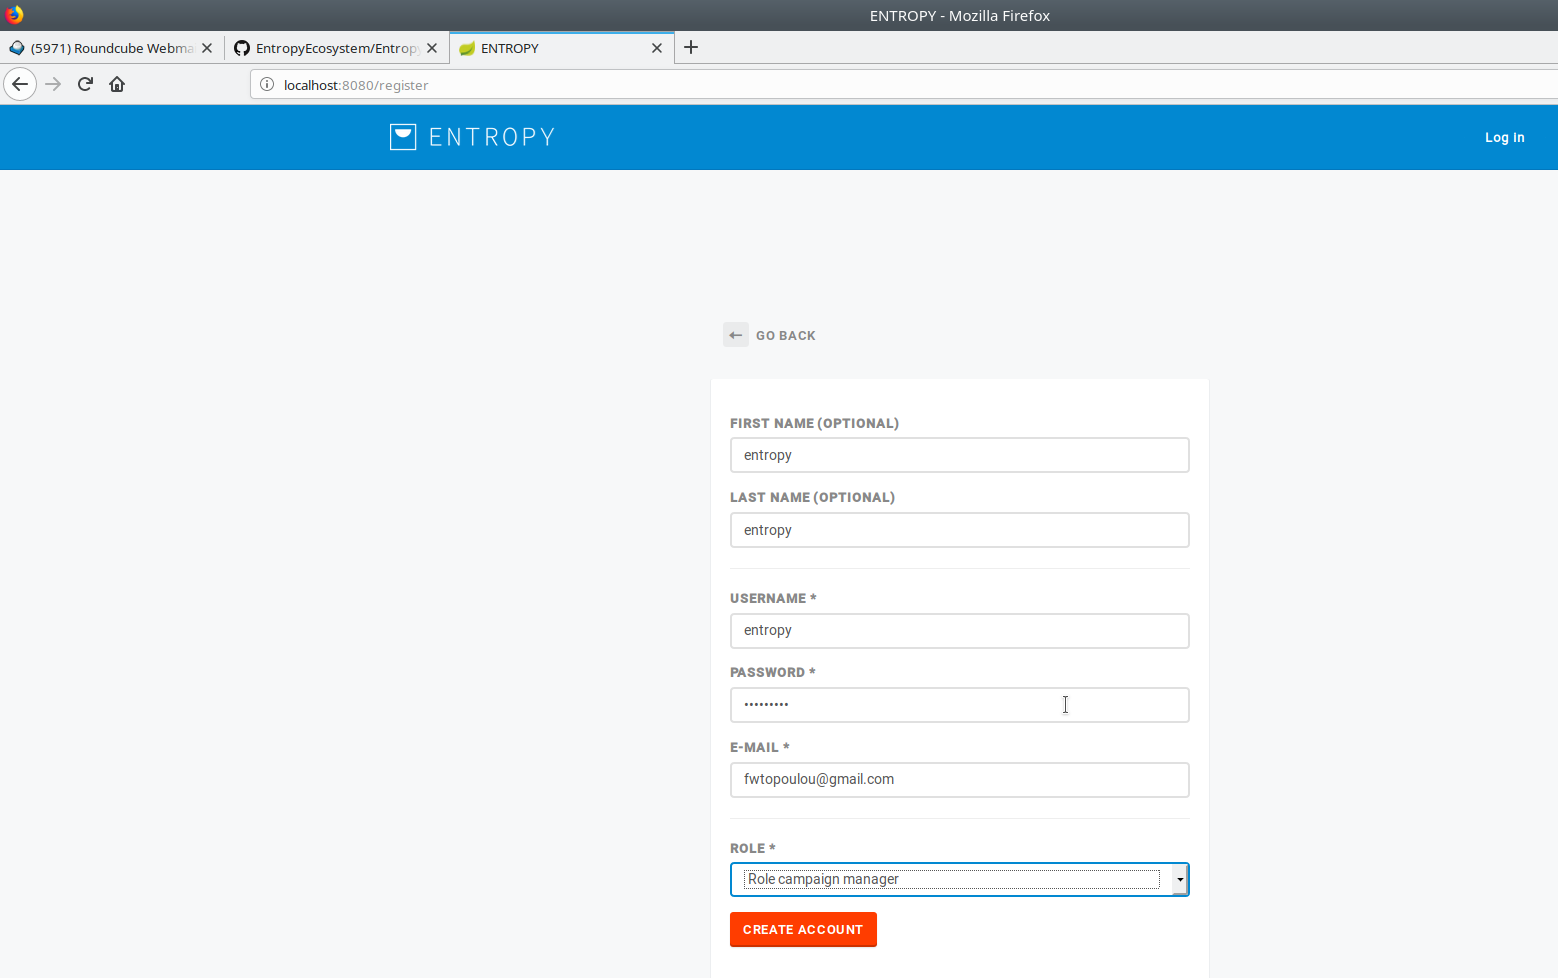 ENTROPY - Mozilla Firefox
(5971) Roundcube Webma
EntropyEcosystem/Entropy
ENTROPY
localhost:8080/register
ENTROPY
Log in
GO BACK
FIRST NAME (OPTIONAL)
entropy
LAST NAME (OPTIONAL)
entropy
USERNAME *
entropy
PASSWORD *
•••••••••
E-MAIL *
fwtopoulou@gmail.com
ROLE *
Role campaign manager
CREATE ACCOUNT